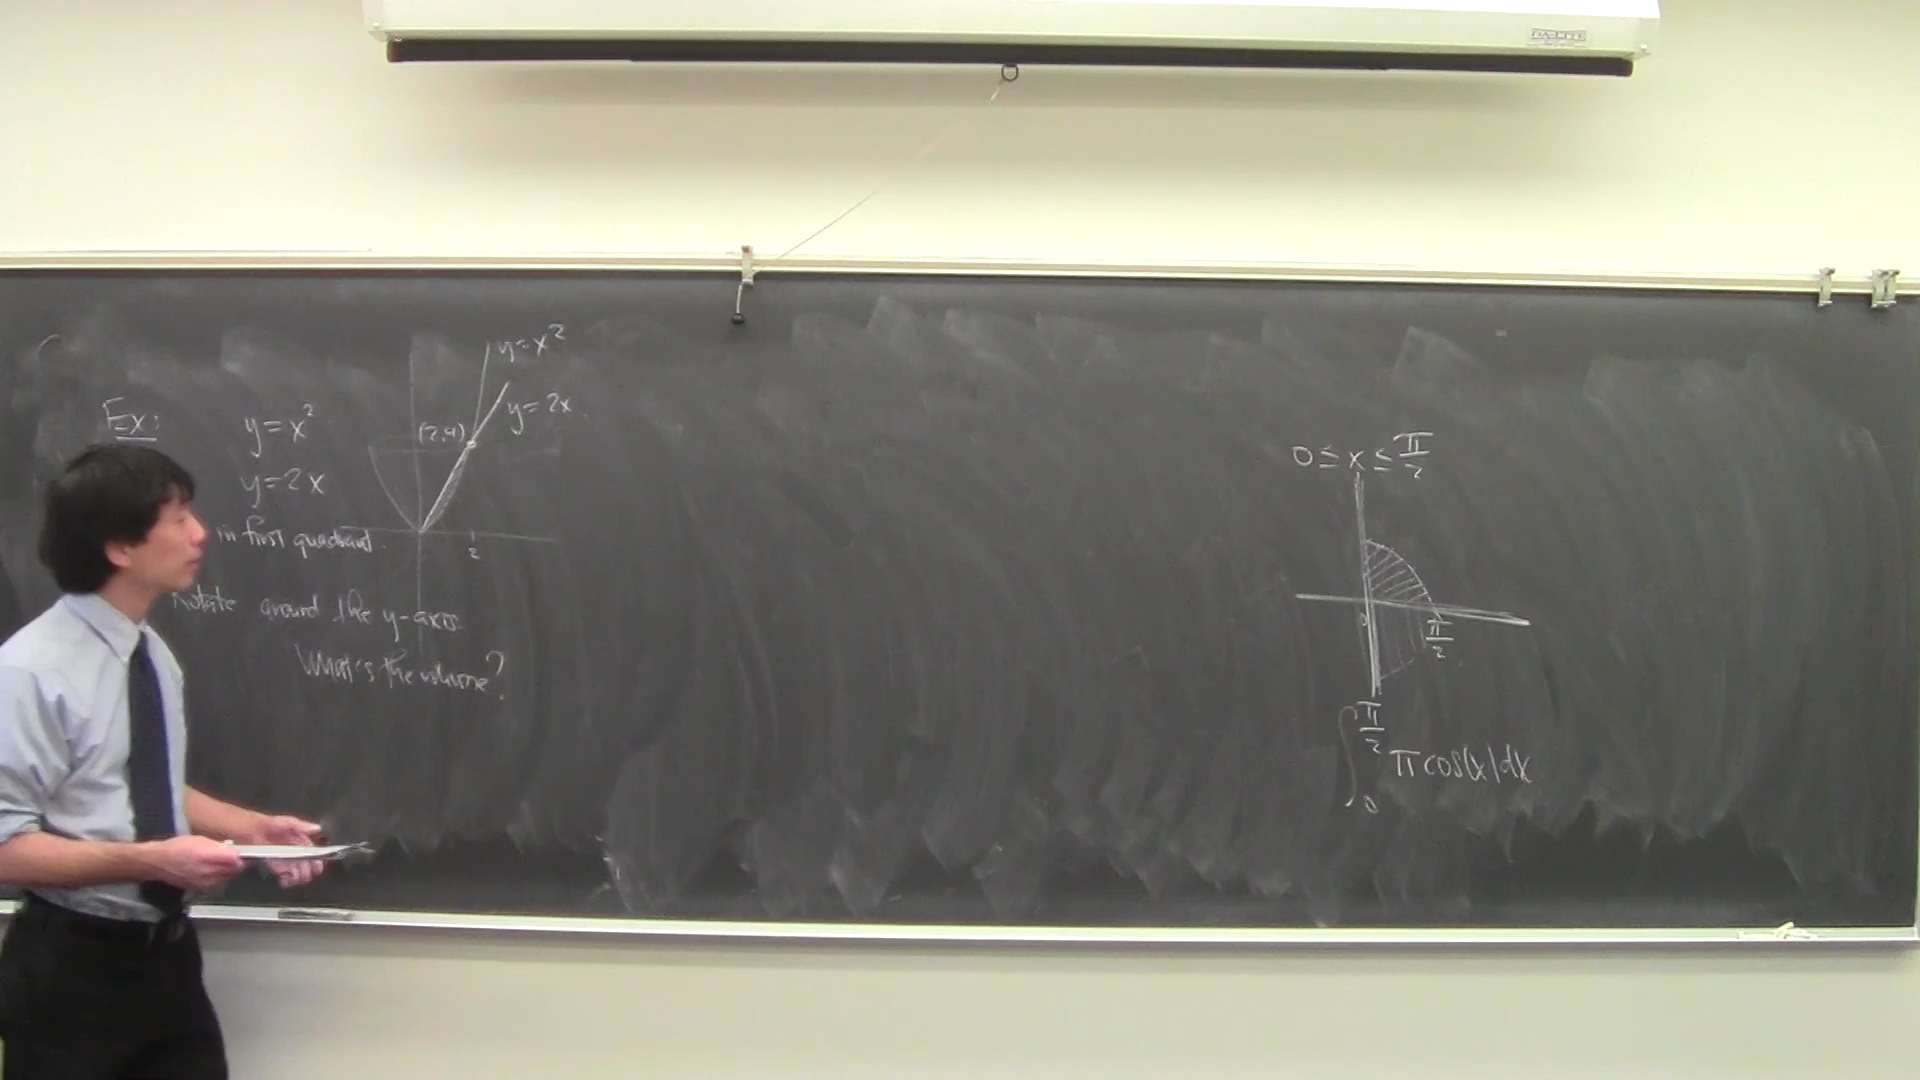 Ex:
y=x²
y=2x
in first quadrant.
Rotate around the y-axis.
What's the volume?
y=x²
y=2x
(2,4)
2
0≤x≤π/2
0
π/2
∫₀^(π/2) π cos(x)dx